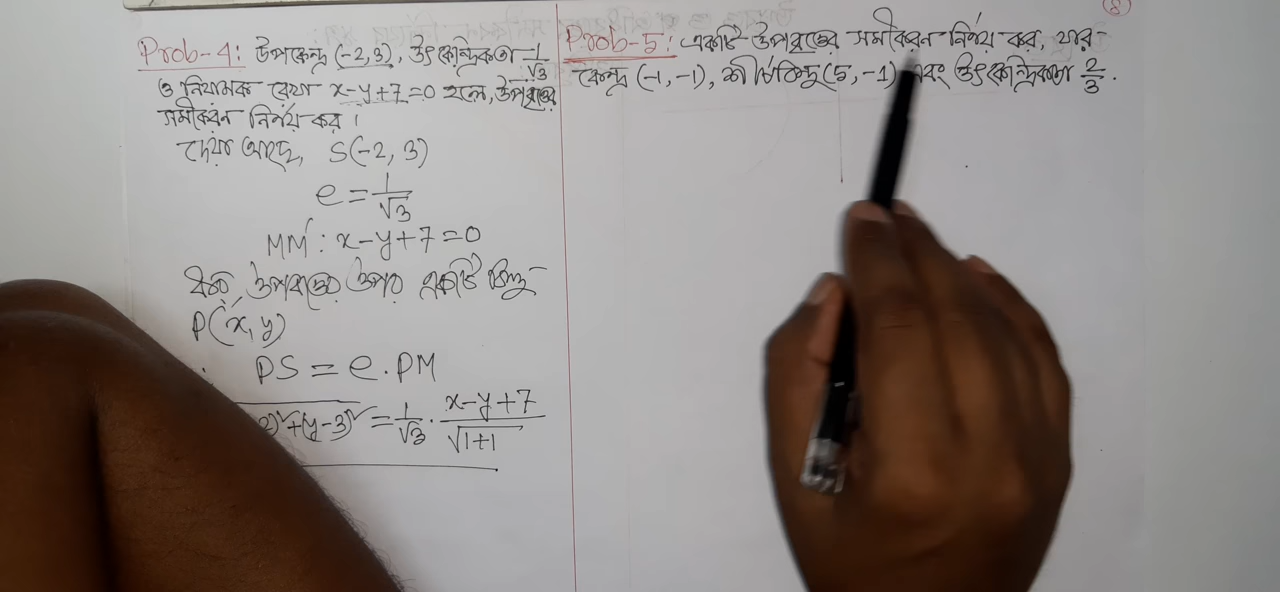 Prob-4: উপকেন্দ্র (-2, 3), উৎকেন্দ্রিকতা 1/√3
ও নিয়ামক রেখা x-y+7=0 হলে, উপবৃত্তের
সমীকরন নির্ণয় কর।
দেয়া আছে, S(-2, 3)
e = 1/√3
MM′: x-y+7=0
ধরি, উপবৃত্তের উপর একটি বিন্দু
P(x, y)
PS = e. PM
2)²+(y-3)² = 1/√3 . x-y+7/√1+1
Prob-5: একটি উপবৃত্তের সমীকরন নির্ণয় কর, যার
কেন্দ্র (-1, -1), শীর্ষবিন্দু (5, -1) এবং উৎকেন্দ্রিকতা 2/3.